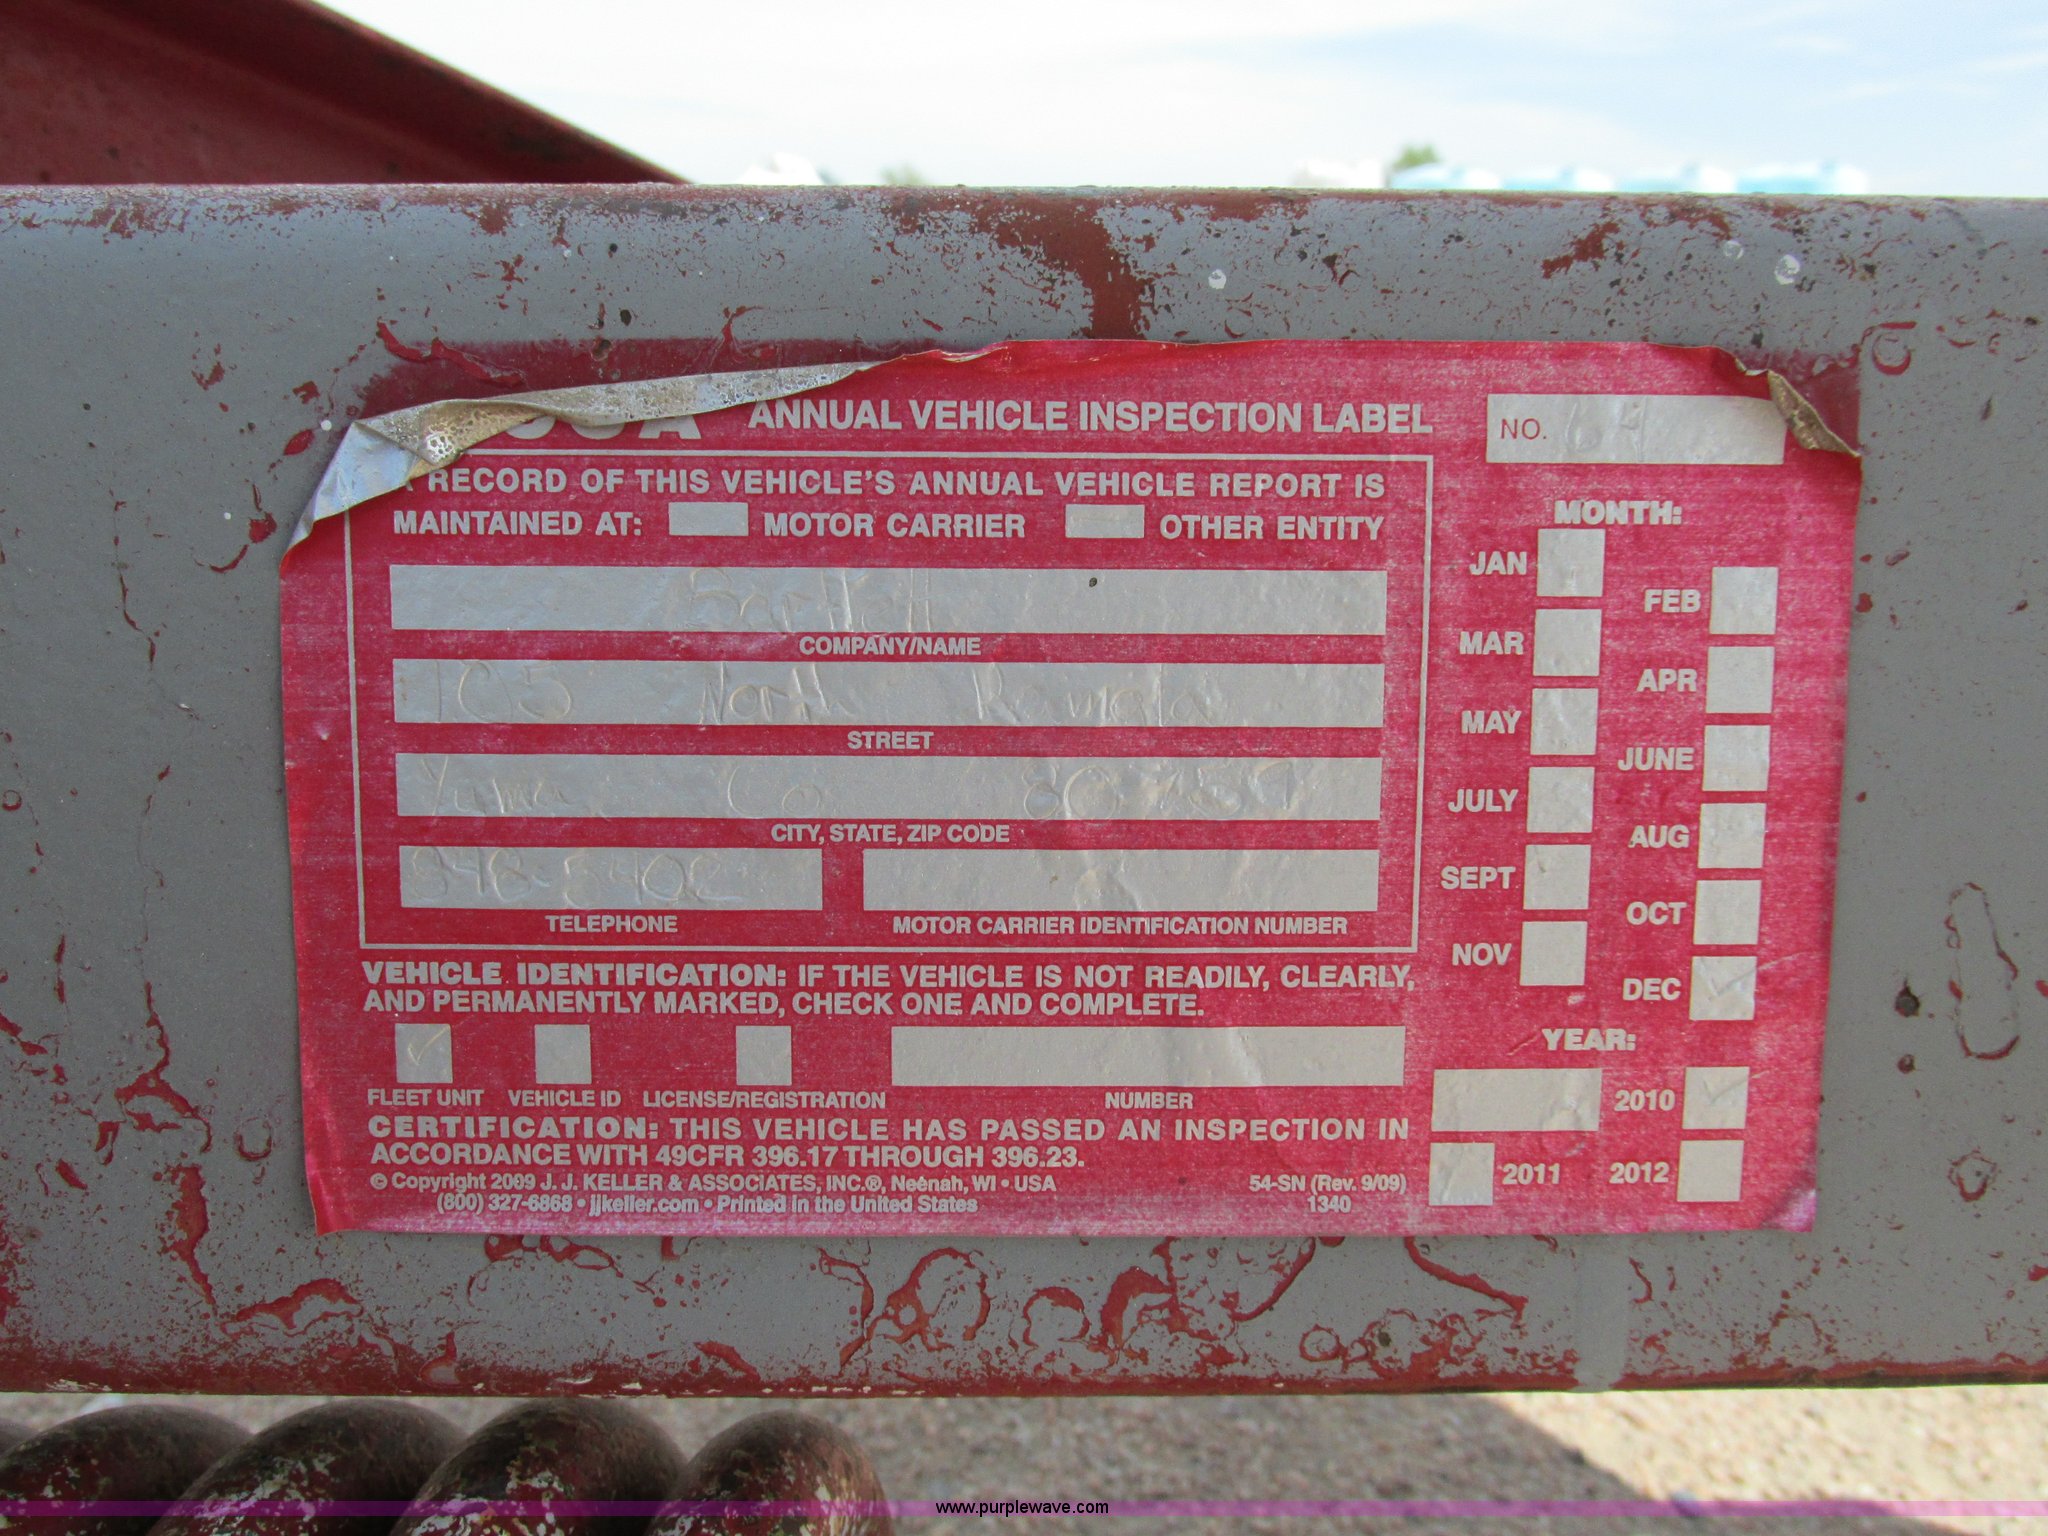 ANNUAL VEHICLE INSPECTION LABEL
NO. 64
RECORD OF THIS VEHICLE'S ANNUAL VEHICLE REPORT IS
MAINTAINED AT: MOTOR CARRIER OTHER ENTITY
Bartlett
COMPANY/NAME
105 North
STREET
Yuma Co 80759
CITY, STATE, ZIP CODE
848-5402
TELEPHONE MOTOR CARRIER IDENTIFICATION NUMBER
VEHICLE IDENTIFICATION: IF THE VEHICLE IS NOT READILY, CLEARLY,
AND PERMANENTLY MARKED, CHECK ONE AND COMPLETE.
FLEET UNIT VEHICLE ID LICENSE/REGISTRATION NUMBER
CERTIFICATION: THIS VEHICLE HAS PASSED AN INSPECTION IN
ACCORDANCE WITH 49CFR 396.17 THROUGH 396.23.
© Copyright 2009 J. J. KELLER & ASSOCIATES, INC.®, Neenah, WI • USA
(800) 327-6868 • jjkeller.com • Printed in the United States
54-SN (Rev. 9/09)
1340
MONTH:
JAN
FEB
MAR
APR
MAY
JUNE
JULY
AUG
SEPT
OCT
NOV
DEC
YEAR:
2010
2011 2012
www.purplewave.com